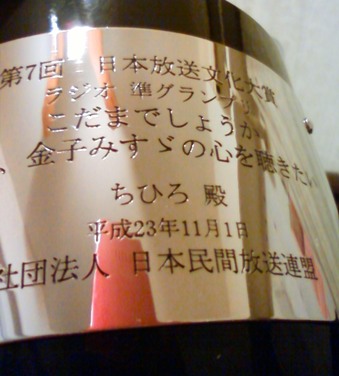 第7回 日本放送文化大賞
ラジオ 準グランプリ
こだまでしょうか
、金子みすゞの心を聴きたい
ちひろ 殿
平成23年11月1日
社団法人 日本民間放送連盟